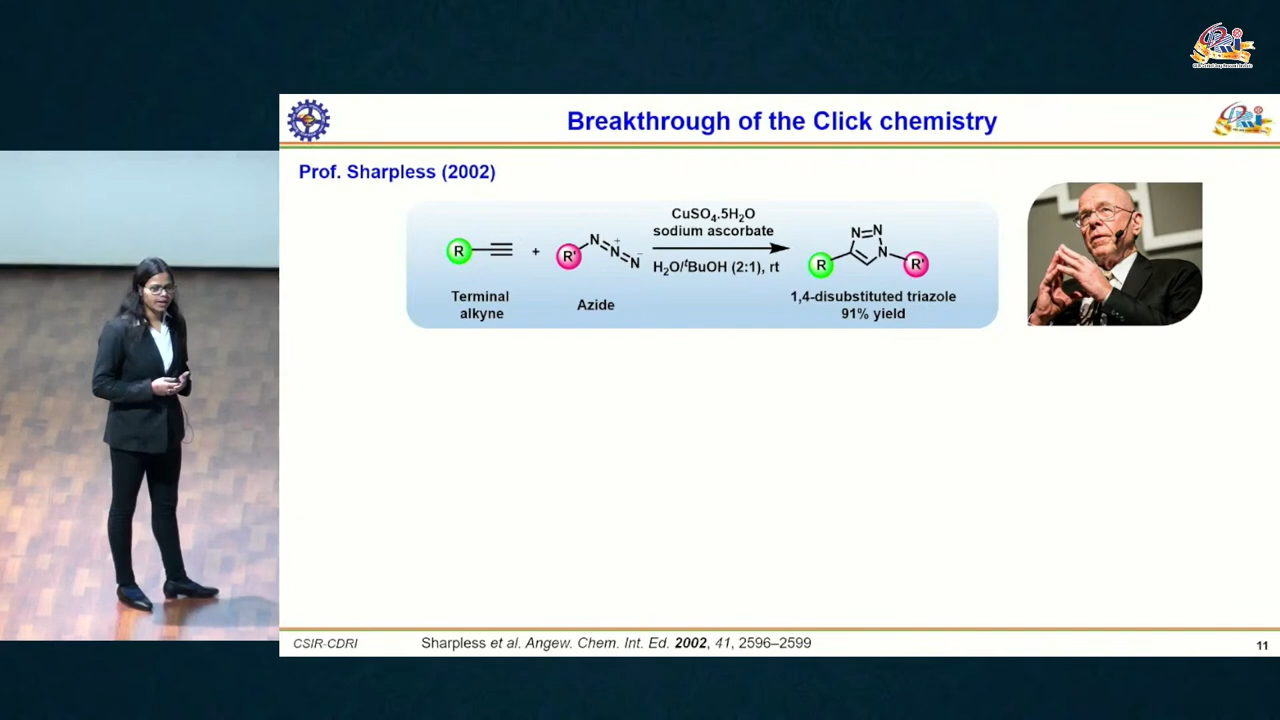 Breakthrough of the Click chemistry
Prof. Sharpless (2002)
R
+
R'
N
+
N
-
N
CuSO₄.5H₂O
sodium ascorbate
H₂O/ᵗBuOH (2:1), rt
N
N
N
R
R'
Terminal
alkyne
Azide
1,4-disubstituted triazole
91% yield
CSIR-CDRI
Sharpless et al. Angew. Chem. Int. Ed. 2002, 41, 2596–2599
11